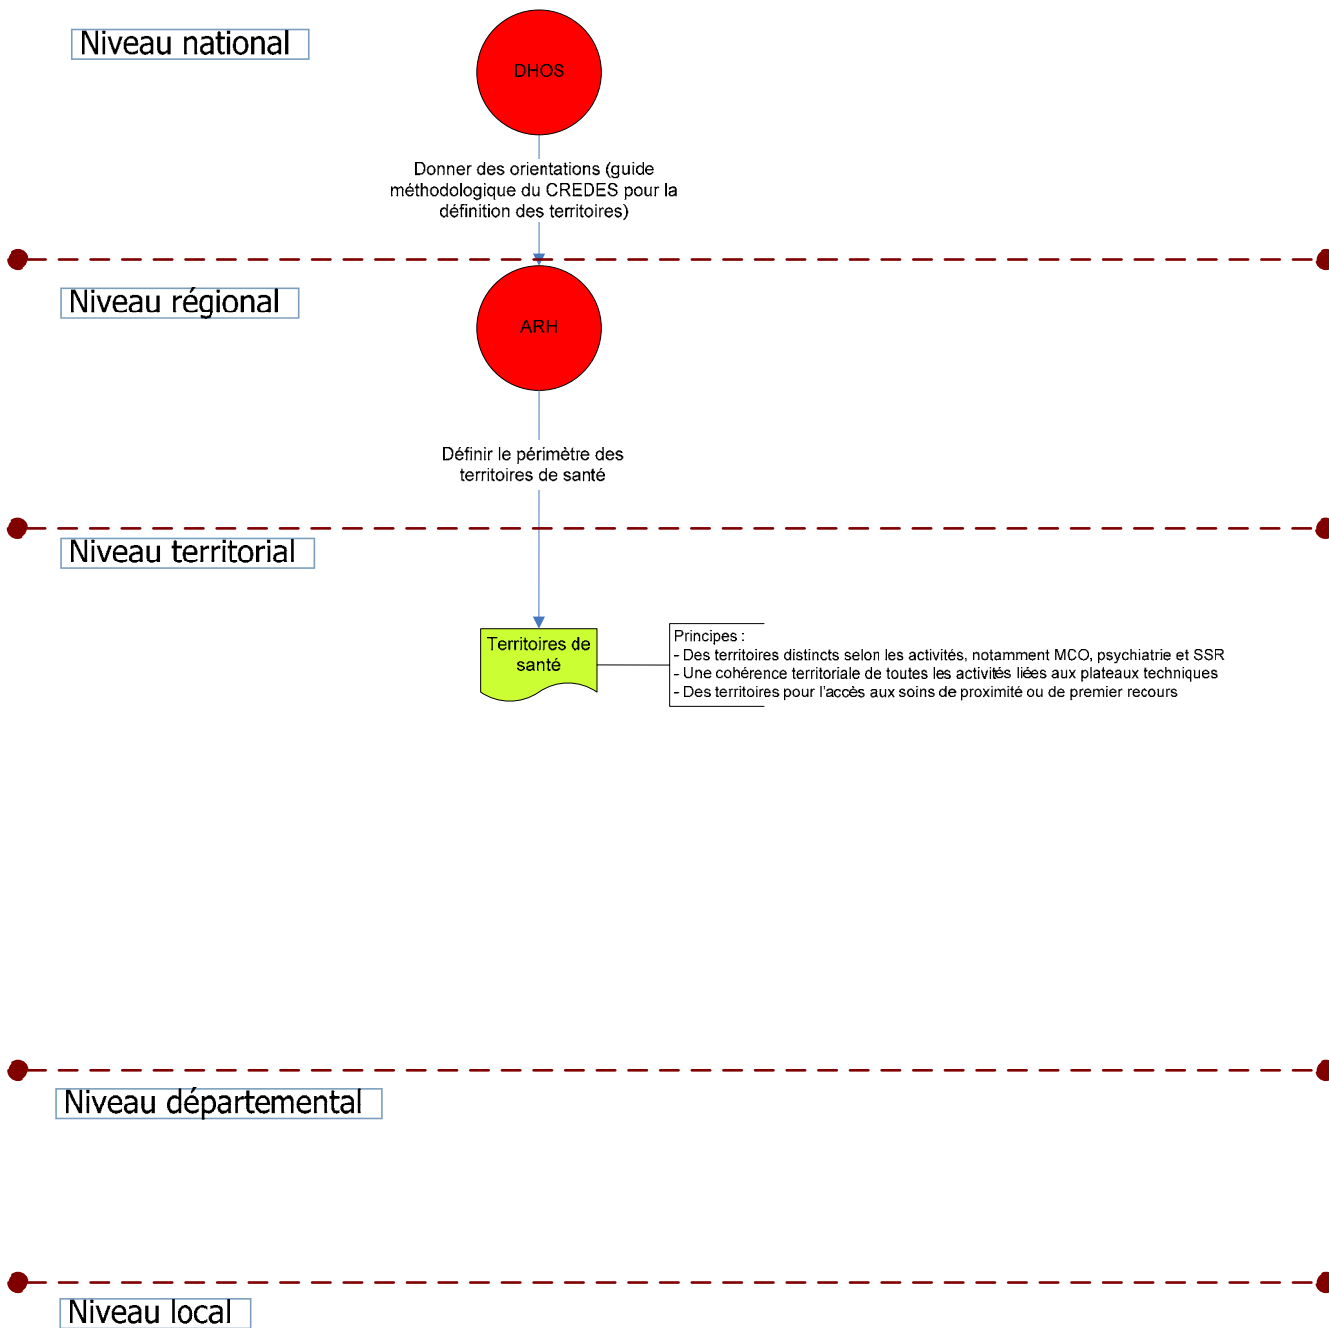 Niveau national
DHOS
Donner des orientations (guide
méthodologique du CREDES pour la
définition des territoires)
Niveau régional
ARH
Définir le périmètre des
territoires de santé
Niveau territorial
Territoires de
santé
Principes :
- Des territoires distincts selon les activités, notamment MCO, psychiatrie et SSR
- Une cohérence territoriale de toutes les activités liées aux plateaux techniques
- Des territoires pour l'accès aux soins de proximité ou de premier recours
Niveau départemental
Niveau local